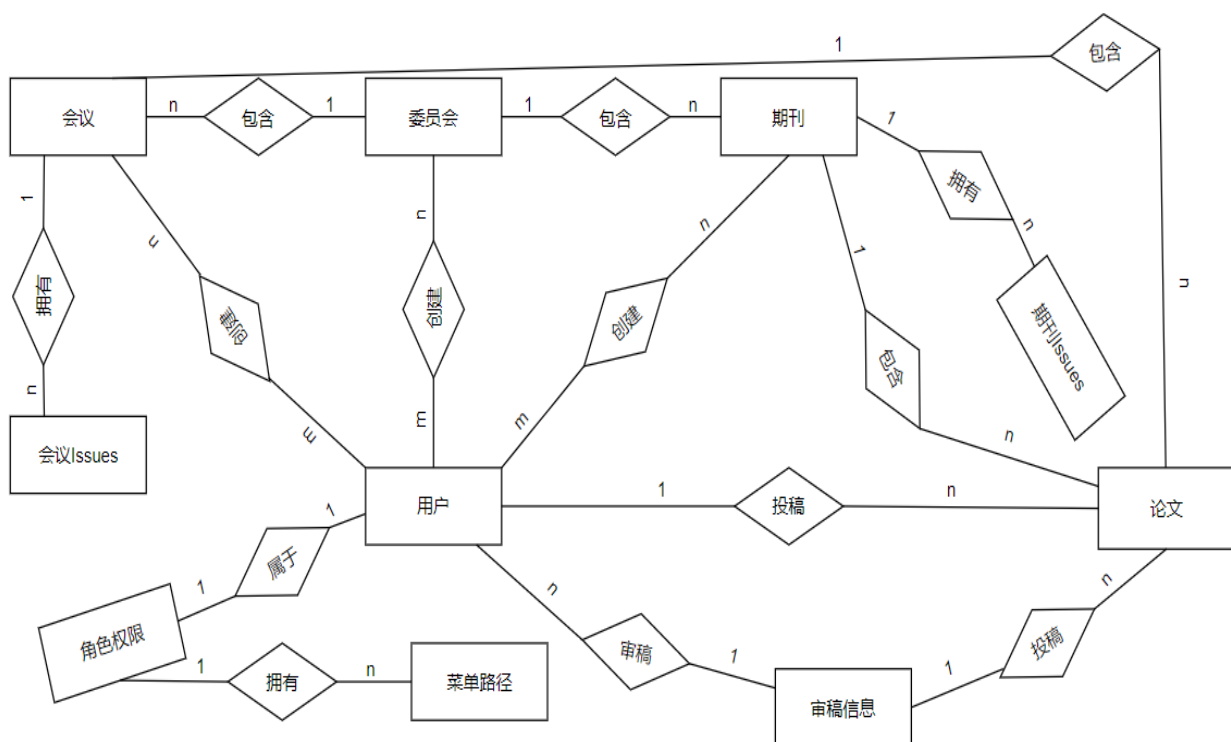 1
包含
会议
n
包含
1
委员会
1
包含
n
期刊
1
拥有
n
期刊Issues
1
拥有
n
会议Issues
n
创建
m
n
创建
m
n
创建
m
1
包含
n
n
用户
1
投稿
n
论文
1
属于
1
角色权限
1
拥有
n
菜单路径
n
审稿
1
审稿信息
1
投稿
n